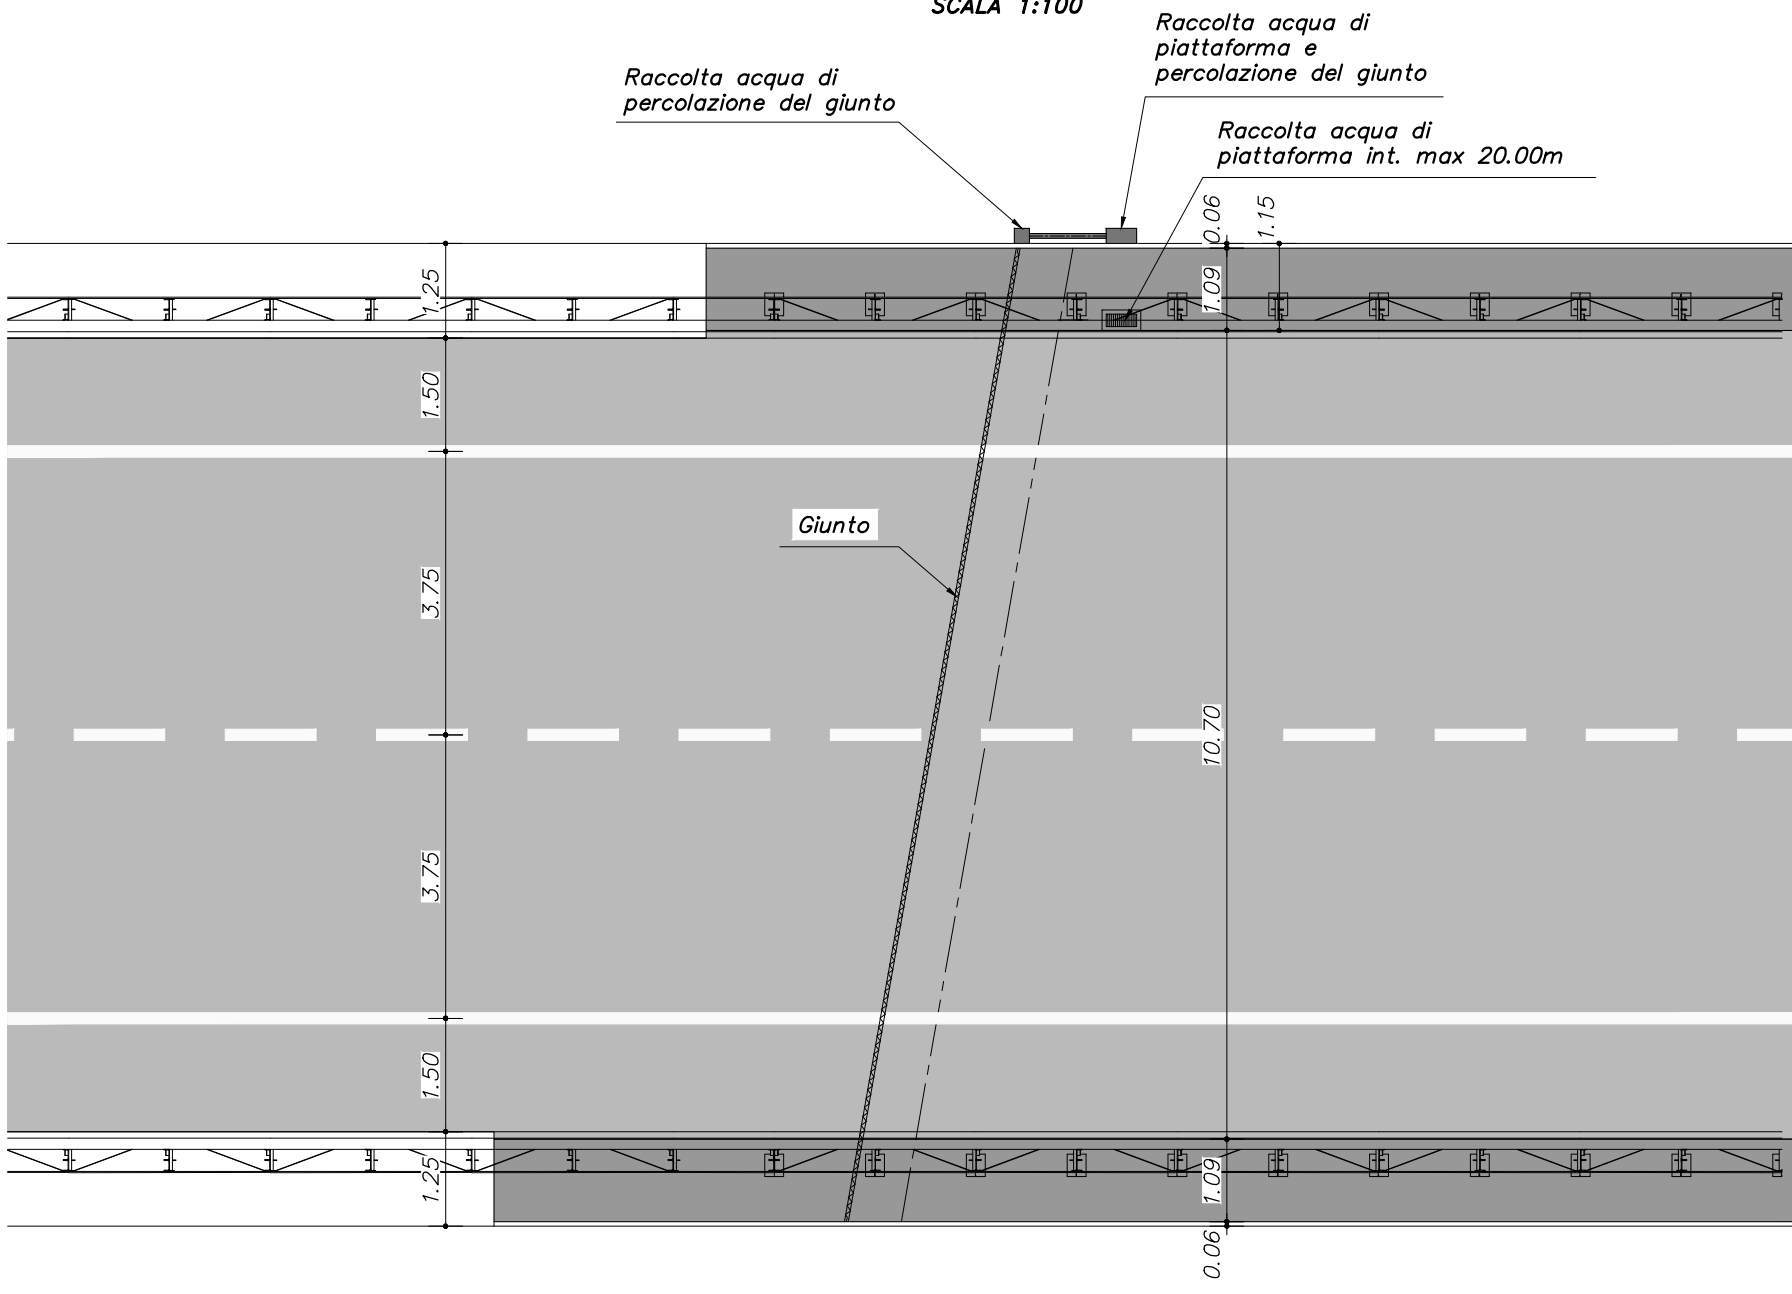 SCALA 1:100
Raccolta acqua di
piattaforma e
percolazione del giunto
Raccolta acqua di
percolazione del giunto
Raccolta acqua di
piattaforma int. max 20.00m
0.06
1.15
1.25
1.09
1.50
Giunto
3.75
10.70
3.75
1.50
1.25
1.09
0.06